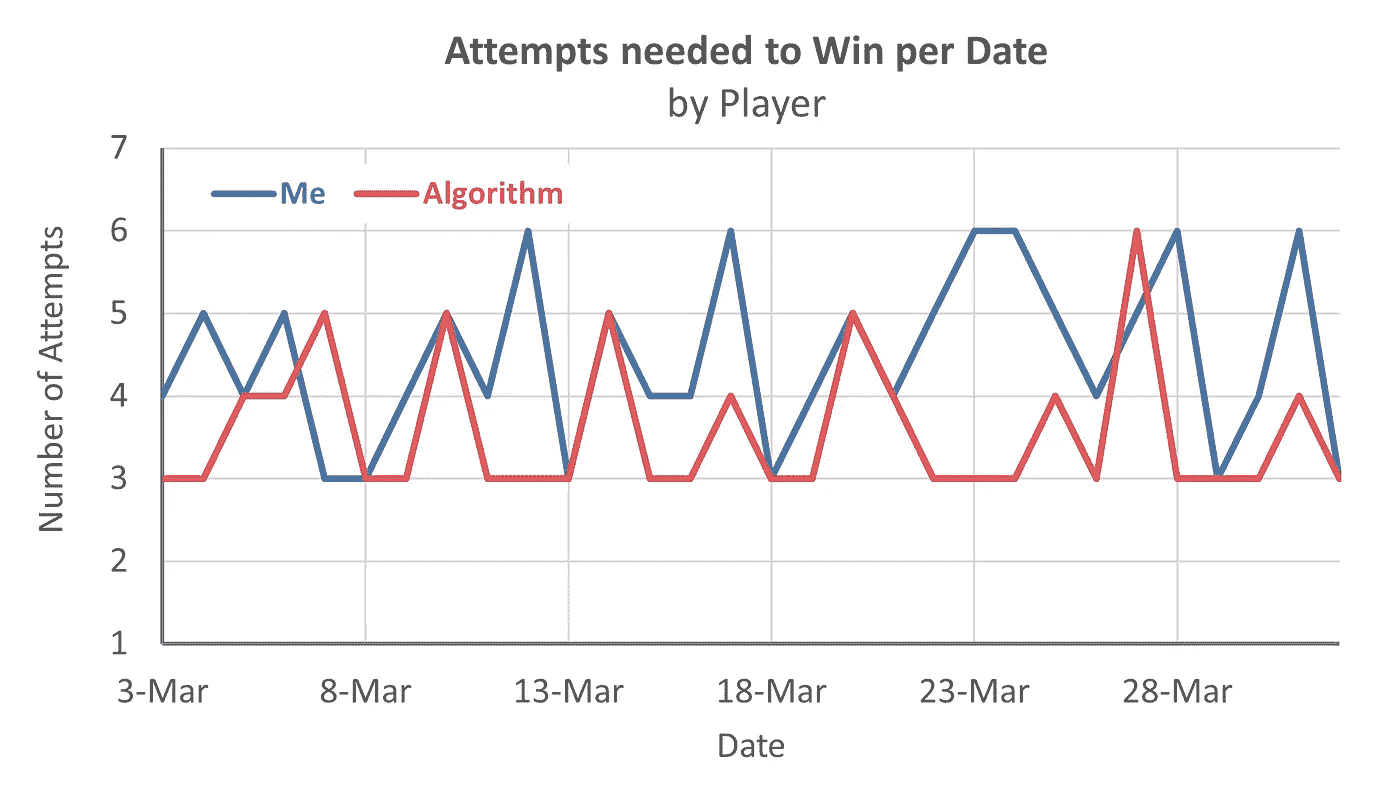 Attempts needed to Win per Date
by Player
7
Me Algorithm
6
5
4
3
2
1
Number of Attempts
3-Mar 8-Mar 13-Mar 18-Mar 23-Mar 28-Mar
Date